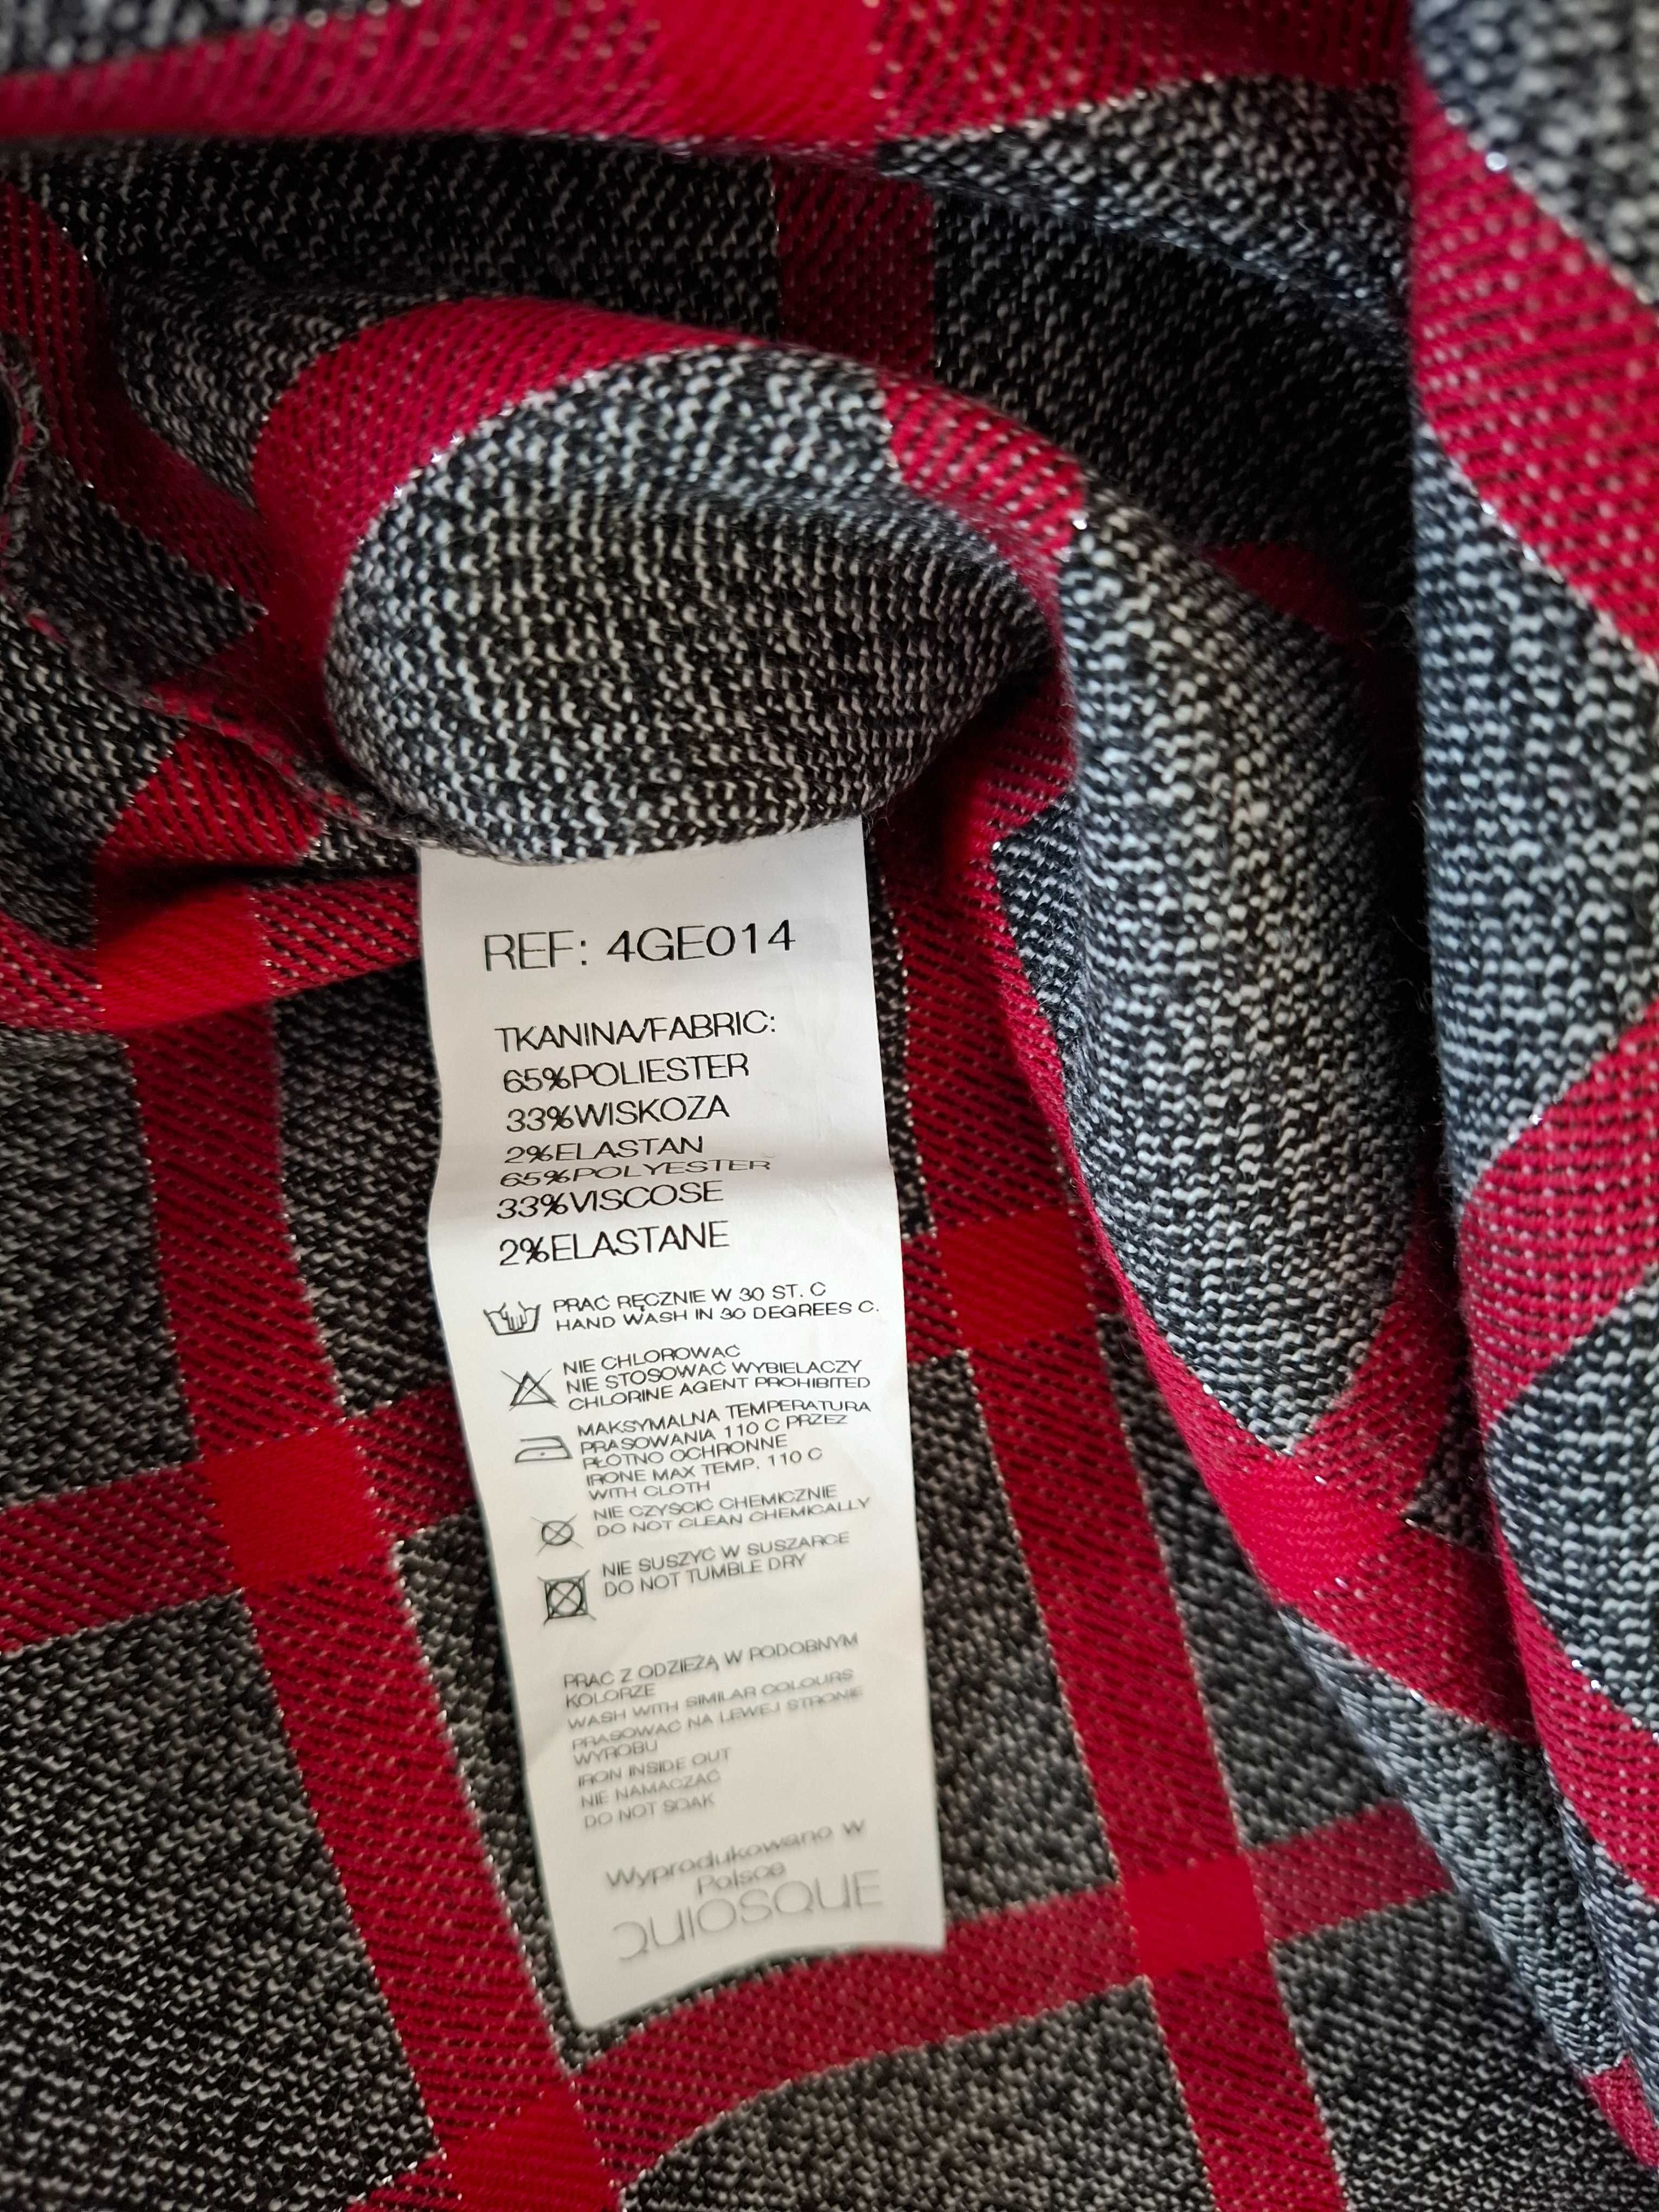 REF: 4GE014
TKANINA/FABRIC:
65%POLIESTER
33%WISKOZA
2%ELASTAN
65%POLYESTER
33%VISCOSE
2%ELASTANE
PRAĆ RĘCZNIE W 30 ST. C
HAND WASH IN 30 DEGREES C.
NIE CHLOROWAĆ
NIE STOSOWAĆ WYBIELACZY
CHLORINE AGENT PROHIBITED
MAKSYMALNA TEMPERATURA
PRASOWANIA 110 C PRZEZ
PŁÓTNO OCHRONNE
IRONE MAX TEMP. 110 C
WITH CLOTH
NIE CZYŚCIĆ CHEMICZNIE
DO NOT CLEAN CHEMICALLY
NIE SUSZYĆ W SUSZARCE
DO NOT TUMBLE DRY
PRAĆ Z ODZIEŻĄ W PODOBNYM
KOLORZE
WASH WITH SIMILAR COLOURS
PRASOWAĆ NA LEWEJ STRONIE
WYROBU
IRON INSIDE OUT
NIE NAMACZAĆ
DO NOT SOAK
Wyprodukowano w
Polsce
QUIOSQUE